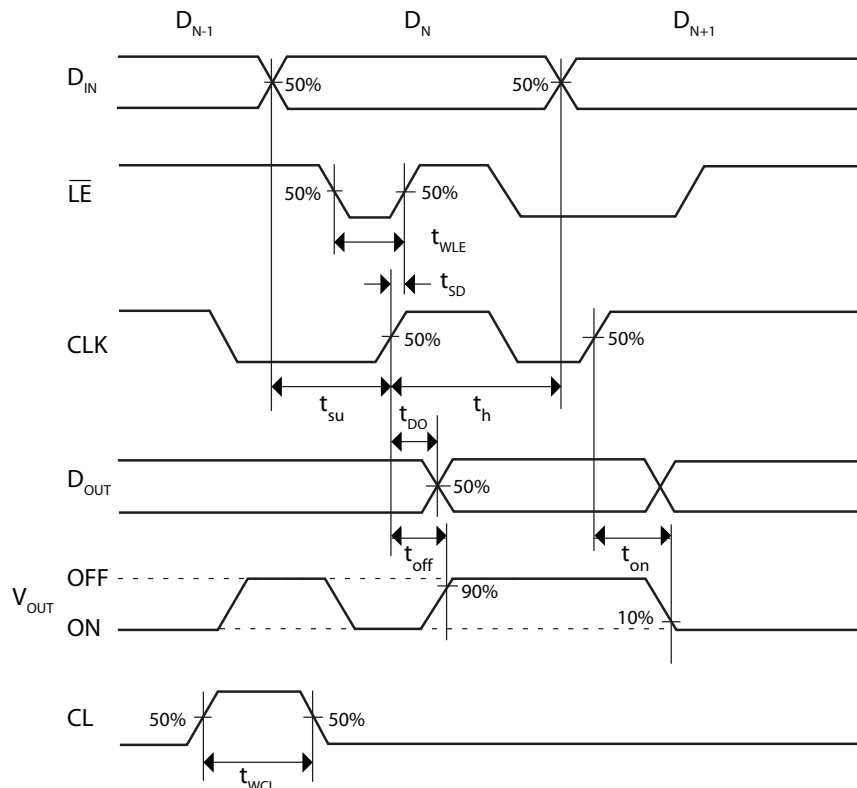 D_N-1 D_N D_N+1
D_IN 50% 50%
LE 50% 50%
t_WLE
t_SD
CLK 50% 50%
t_su t_DO t_h
D_OUT 50%
t_off t_on
V_OUT OFF 90%
ON 10%
CL 50% 50%
t_WCL